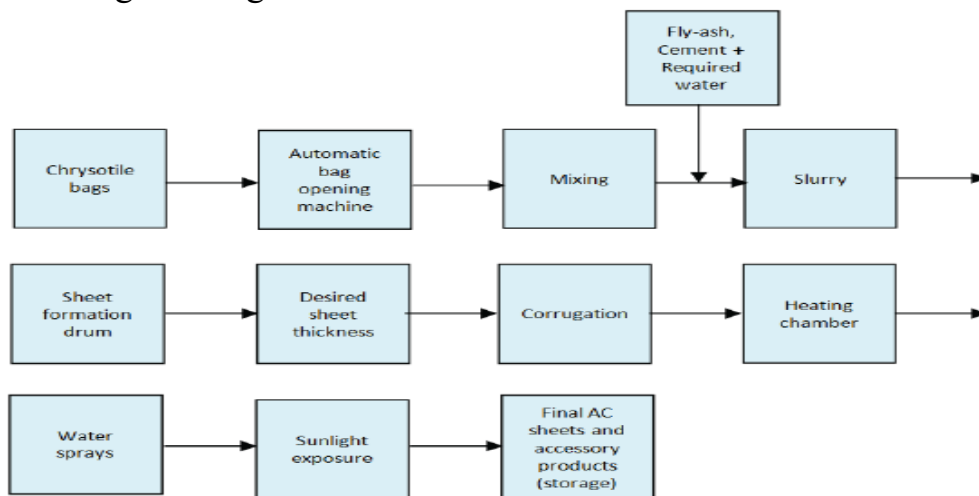 Fly-ash,
Cement +
Required
water
Chrysotile
bags
Automatic
bag
opening
machine
Mixing
Slurry
Sheet
formation
drum
Desired
sheet
thickness
Corrugation
Heating
chamber
Water
sprays
Sunlight
exposure
Final AC
sheets and
accessory
products
(storage)